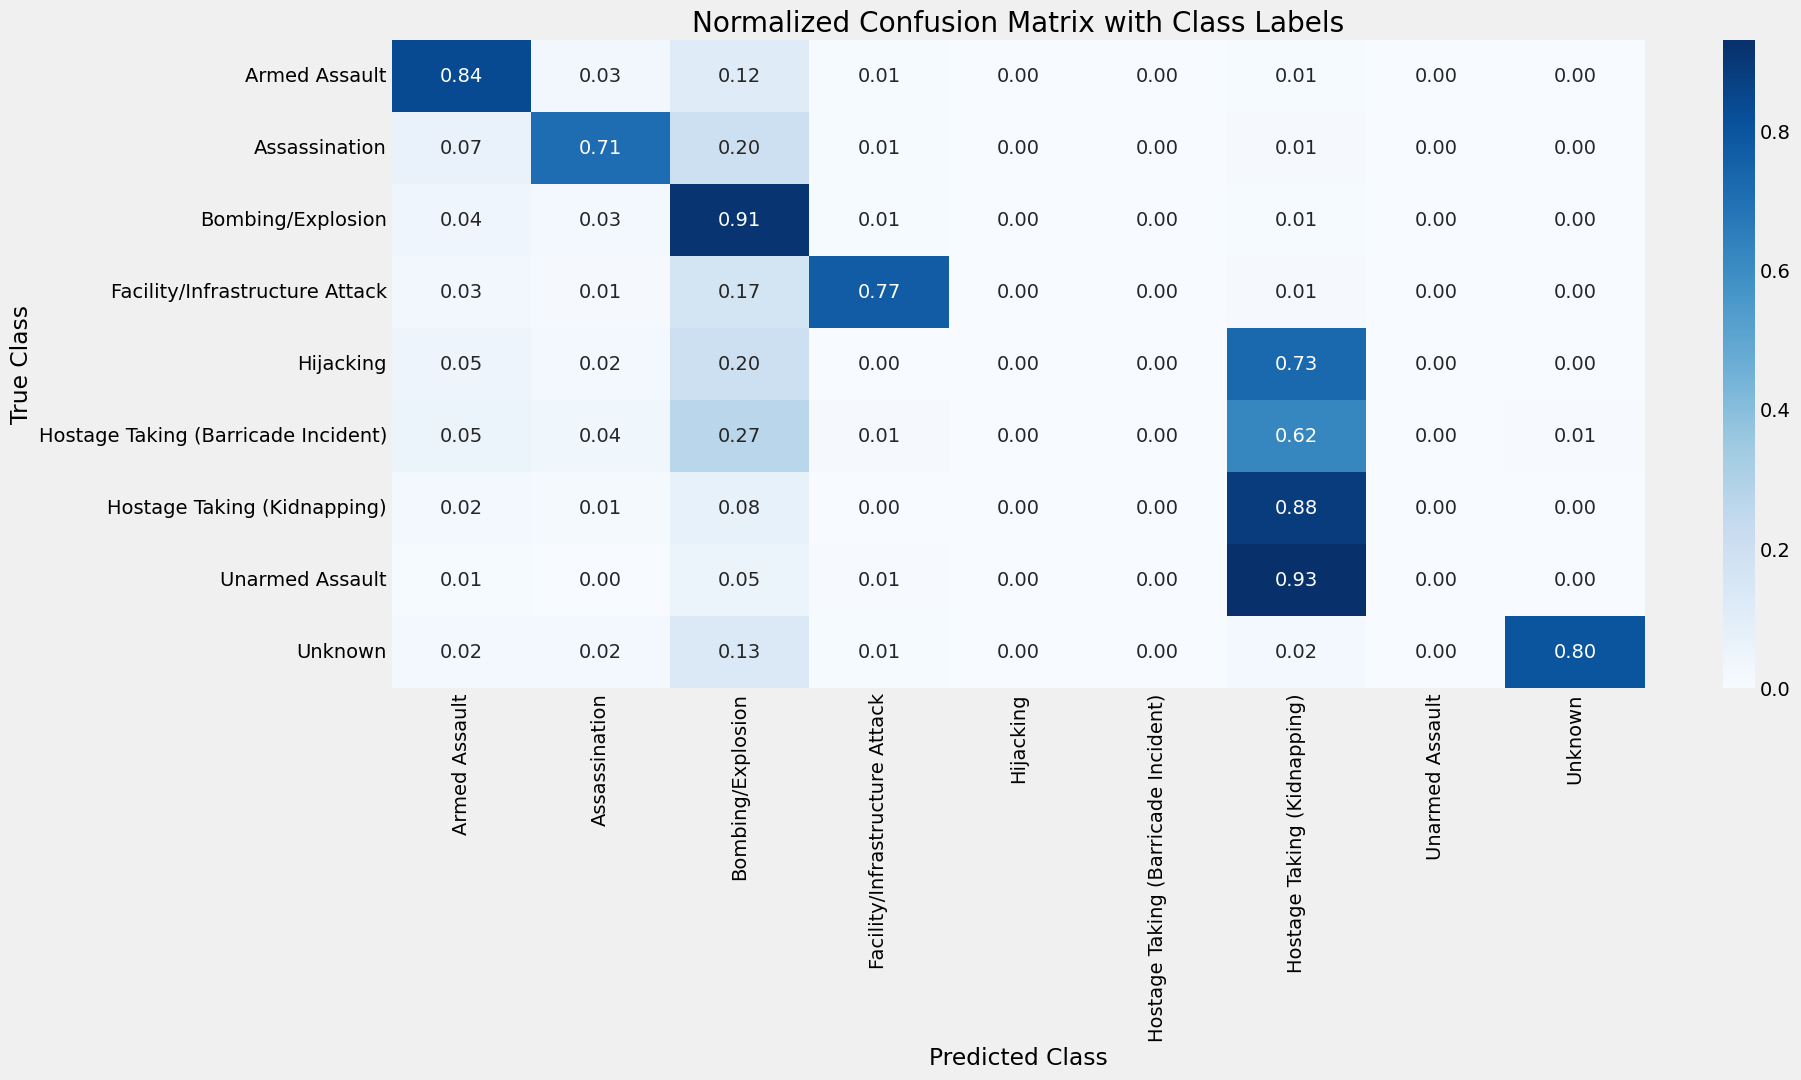 Normalized Confusion Matrix with Class Labels
True Class
Armed Assault 0.84 0.03 0.12 0.01 0.00 0.00 0.01 0.00 0.00
Assassination 0.07 0.71 0.20 0.01 0.00 0.00 0.01 0.00 0.00
Bombing/Explosion 0.04 0.03 0.91 0.01 0.00 0.00 0.01 0.00 0.00
Facility/Infrastructure Attack 0.03 0.01 0.17 0.77 0.00 0.00 0.01 0.00 0.00
Hijacking 0.05 0.02 0.20 0.00 0.00 0.00 0.73 0.00 0.00
Hostage Taking (Barricade Incident) 0.05 0.04 0.27 0.01 0.00 0.00 0.62 0.00 0.01
Hostage Taking (Kidnapping) 0.02 0.01 0.08 0.00 0.00 0.00 0.88 0.00 0.00
Unarmed Assault 0.01 0.00 0.05 0.01 0.00 0.00 0.93 0.00 0.00
Unknown 0.02 0.02 0.13 0.01 0.00 0.00 0.02 0.00 0.80
Armed Assault
Assassination
Bombing/Explosion
Facility/Infrastructure Attack
Hijacking
Hostage Taking (Barricade Incident)
Hostage Taking (Kidnapping)
Unarmed Assault
Unknown
Predicted Class
0.8
0.6
0.4
0.2
0.0